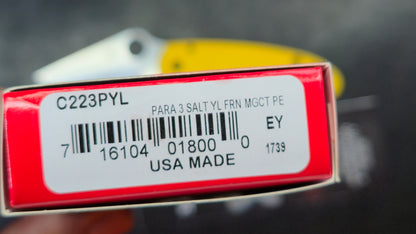 C223PYL
PARA 3 SALT YL FRN MGCT PE
7 16104 01800 0
EY
USA MADE
1739